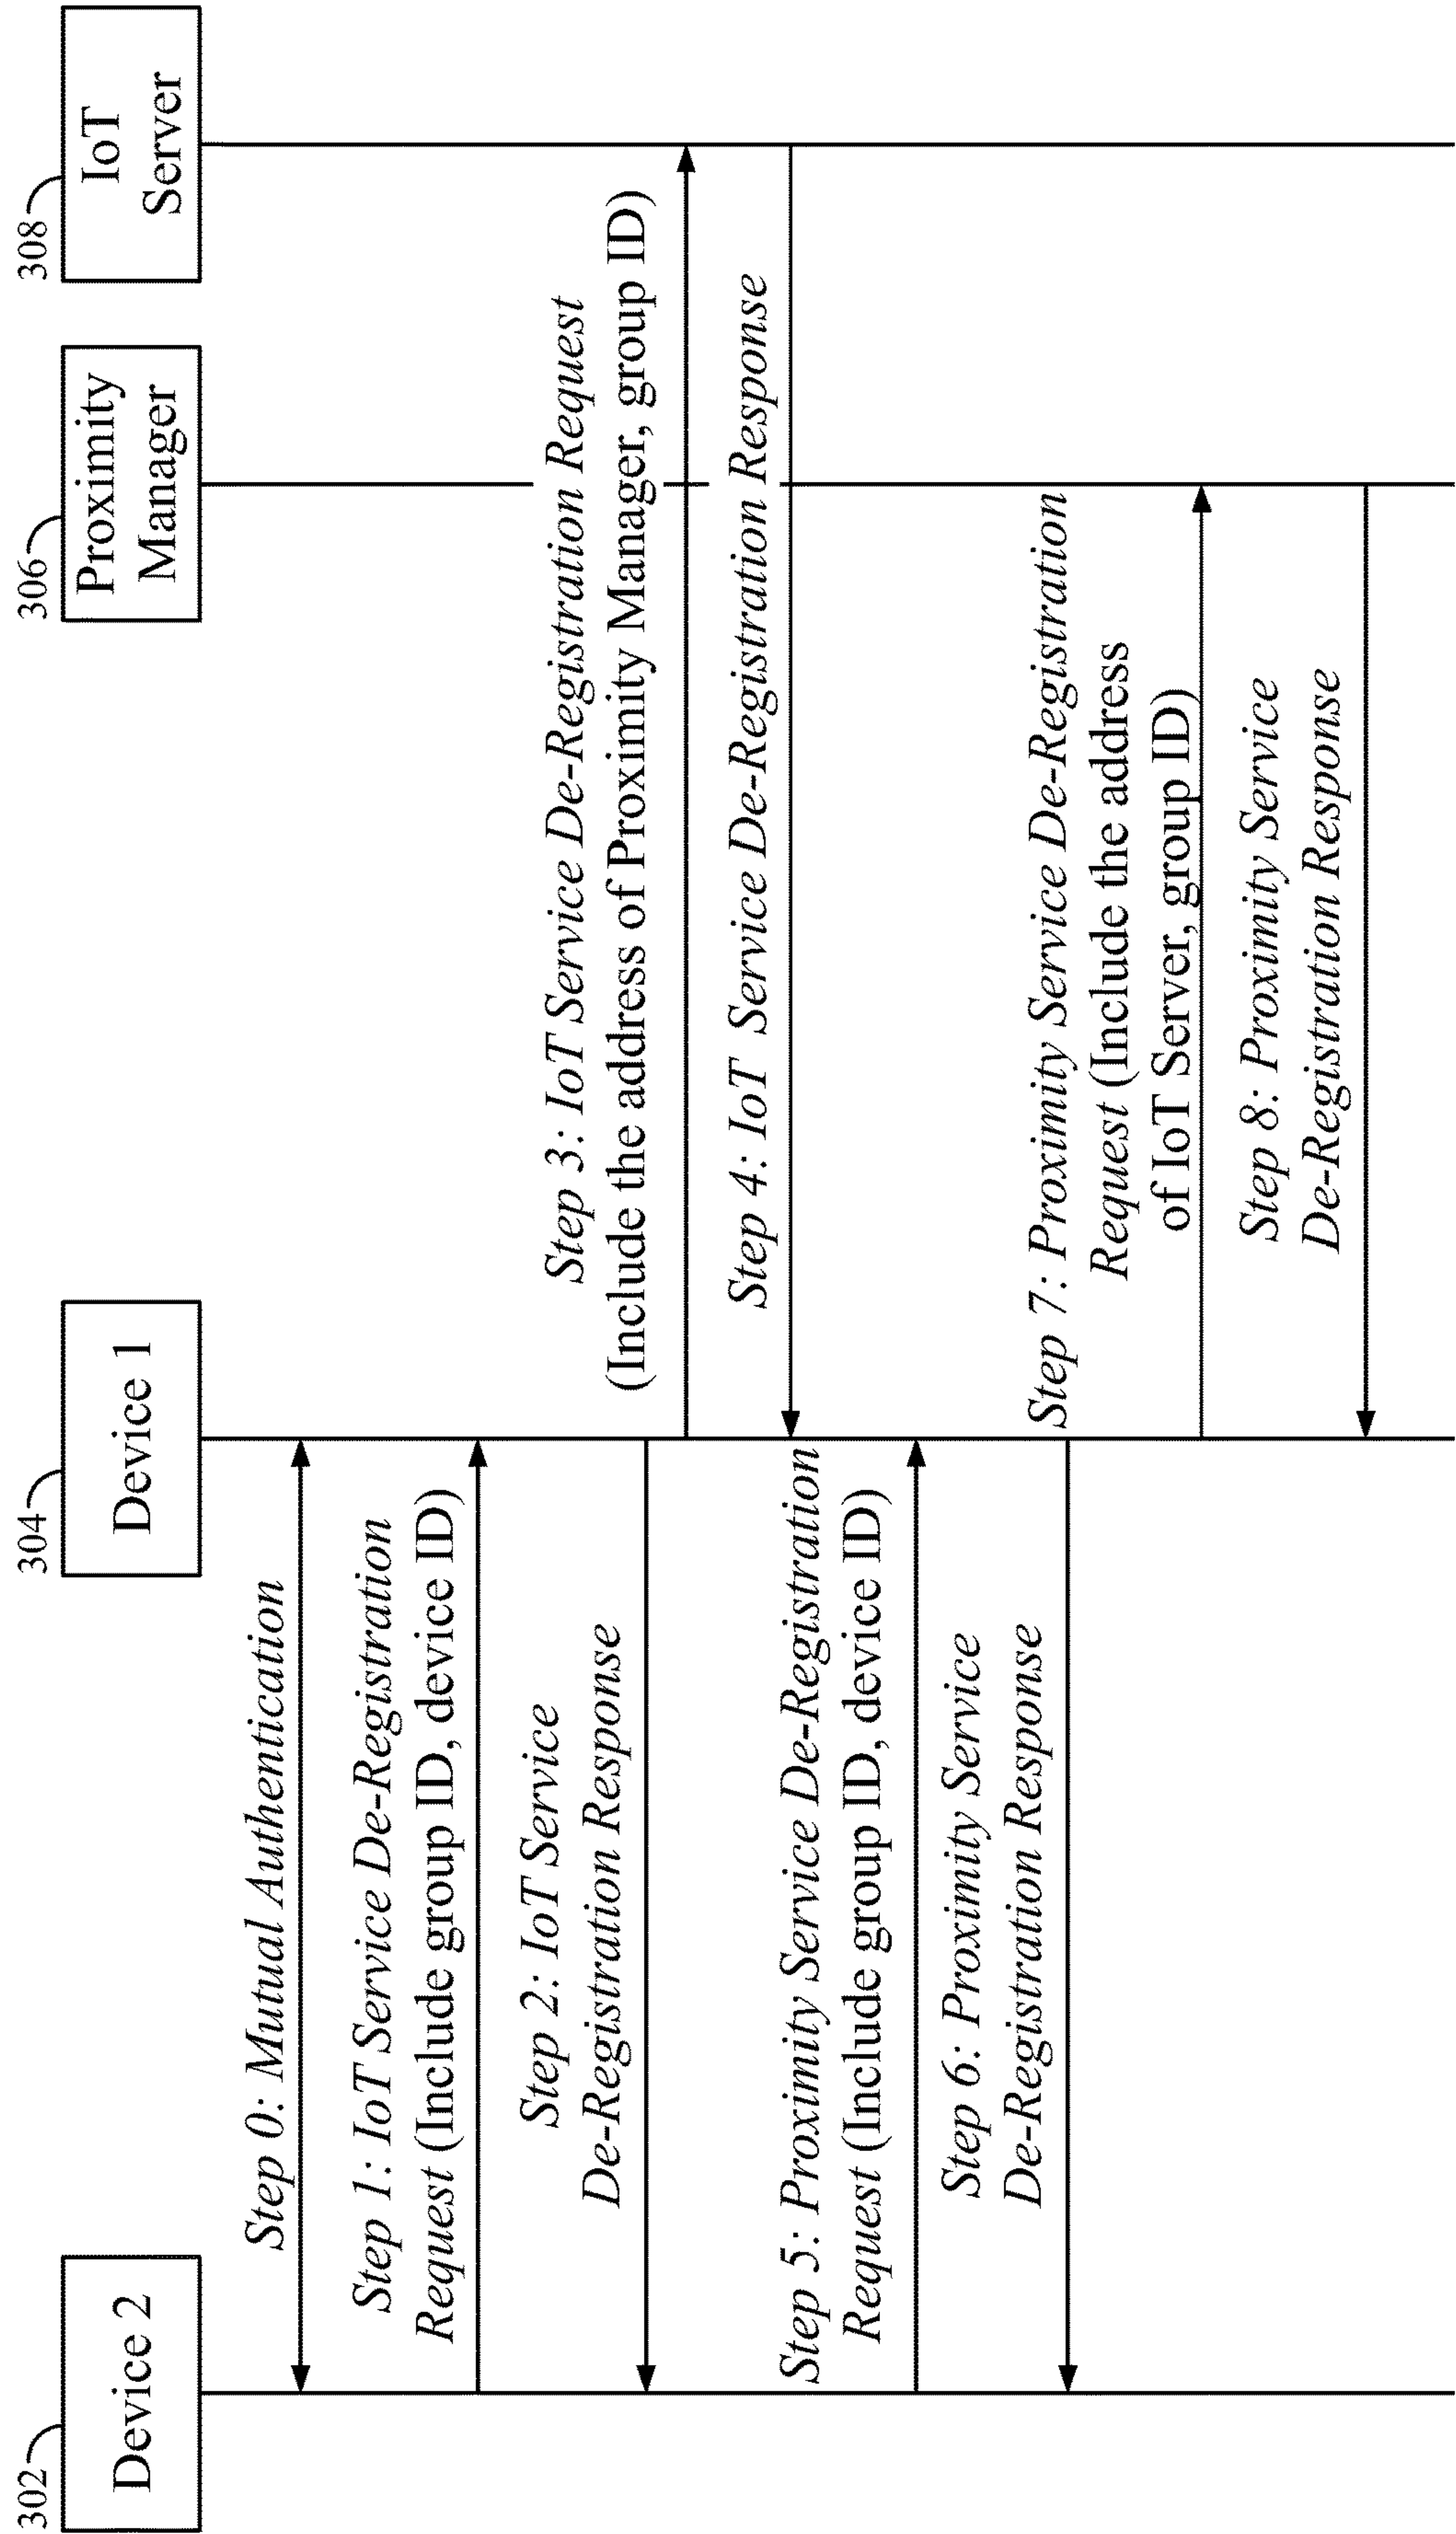 302
Device 2
304
Device 1
306
Proximity
Manager
308
IoT
Server
Step 0: Mutual Authentication
Step 1: IoT Service De-Registration
Request (Include group ID, device ID)
Step 2: IoT Service
De-Registration Response
Step 3: IoT Service De-Registration Request
(Include the address of Proximity Manager, group ID)
Step 4: IoT Service De-Registration Response
Step 5: Proximity Service De-Registration
Request (Include group ID, device ID)
Step 6: Proximity Service
De-Registration Response
Step 7: Proximity Service De-Registration
Request (Include the address
of IoT Server, group ID)
Step 8: Proximity Service
De-Registration Response